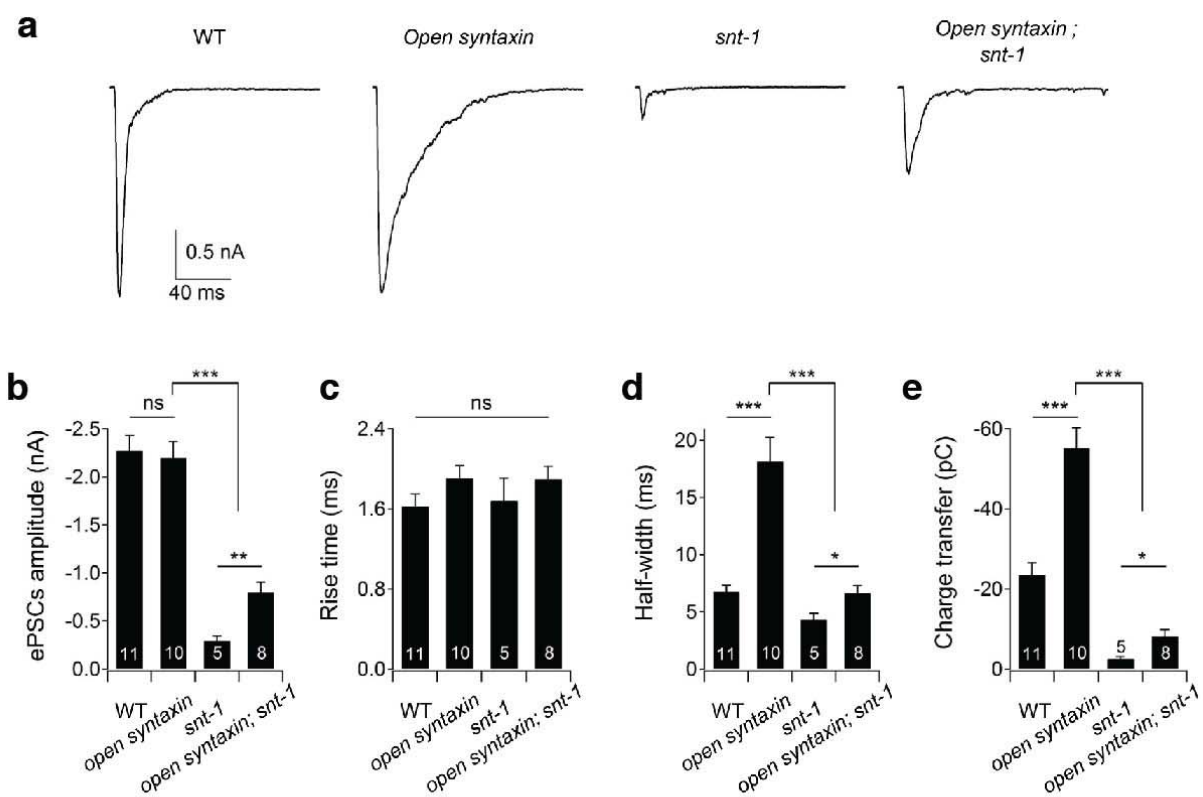 a
WT
Open syntaxin
snt-1
Open syntaxin ;
snt-1
0.5 nA
40 ms
b
***
ns
**
ePSCs amplitude (nA)
-2.5
-2.0
-1.5
-1.0
-0.5
0.0
11
10
5
8
WT
open syntaxin
snt-1
open syntaxin; snt-1
c
ns
Rise time (ms)
2.4
1.6
0.8
0.0
11
10
5
8
WT
open syntaxin
snt-1
open syntaxin; snt-1
d
***
***
*
Half-width (ms)
20
15
10
5
0
11
10
5
8
WT
open syntaxin
snt-1
open syntaxin; snt-1
e
***
***
*
Charge transfer (pC)
-60
-40
-20
0
11
10
5
8
WT
open syntaxin
snt-1
open syntaxin; snt-1